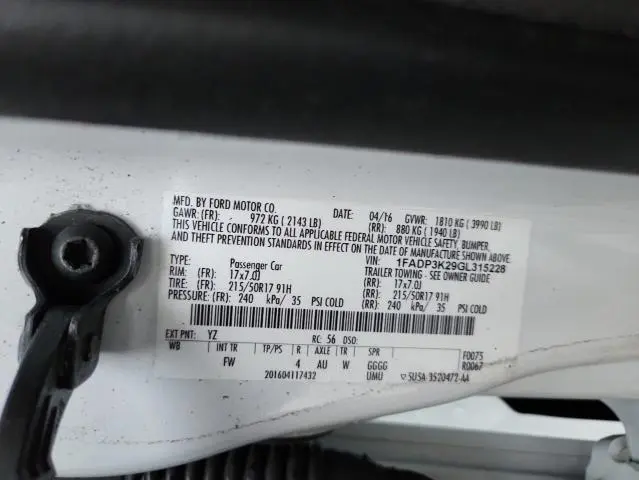 MFD. BY FORD MOTOR CO. DATE: 04/16 GVWR: 1810 KG ( 3990 LB)
GAWR: (FR): 972 KG ( 2143 LB) (RR): 880 KG ( 1940 LB)
THIS VEHICLE CONFORMS TO ALL APPLICABLE FEDERAL MOTOR VEHICLE SAFETY, BUMPER,
AND THEFT PREVENTION STANDARDS IN EFFECT ON THE DATE OF MANUFACTURE SHOWN ABOVE.
VIN: 1FADP3K29GL315228
TYPE: Passenger Car TRAILER TOWING - SEE OWNER GUIDE
RIM: (FR): 17x7.0J (RR): 17x7.0J
TIRE: (FR): 215/50R17 91H (RR): 215/50R17 91H
PRESSURE: (FR): 240 kPa/ 35 PSI COLD (RR): 240 kPa/ 35 PSI COLD
EXT PNT: YZ RC: 56 DSO:
WB INT TR TP/PS R AXLE TR SPR F0075
FW 4 AU W GGGG R0067
201604117432 UMU ▽ 5USA 3520472-AA